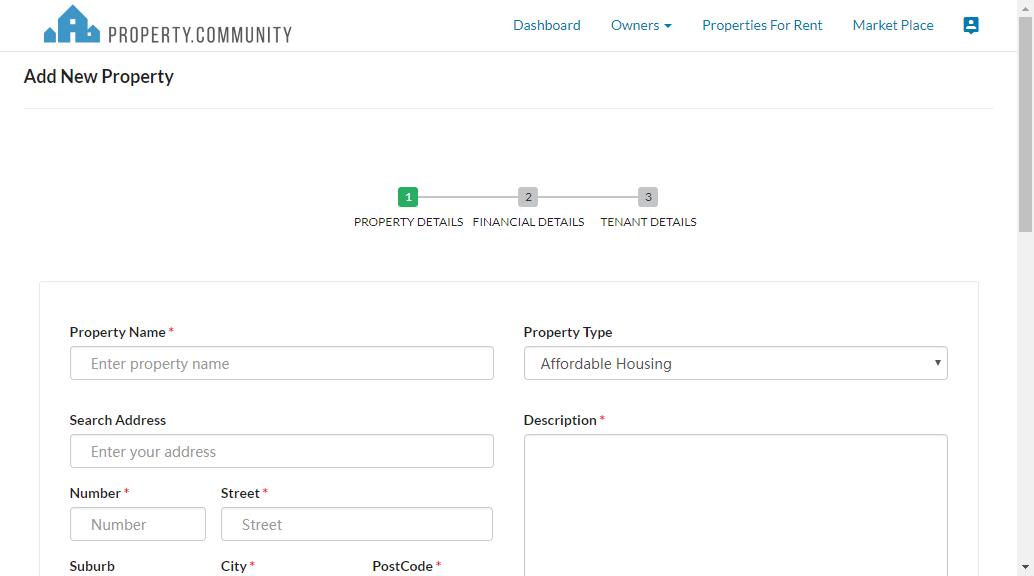 PROPERTY.COMMUNITY Dashboard Owners Properties For Rent Market Place
Add New Property
1 2 3
PROPERTY DETAILS FINANCIAL DETAILS TENANT DETAILS
Property Name * Property Type
Enter property name Affordable Housing
Search Address Description *
Enter your address
Number * Street *
Number Street
Suburb City * PostCode *